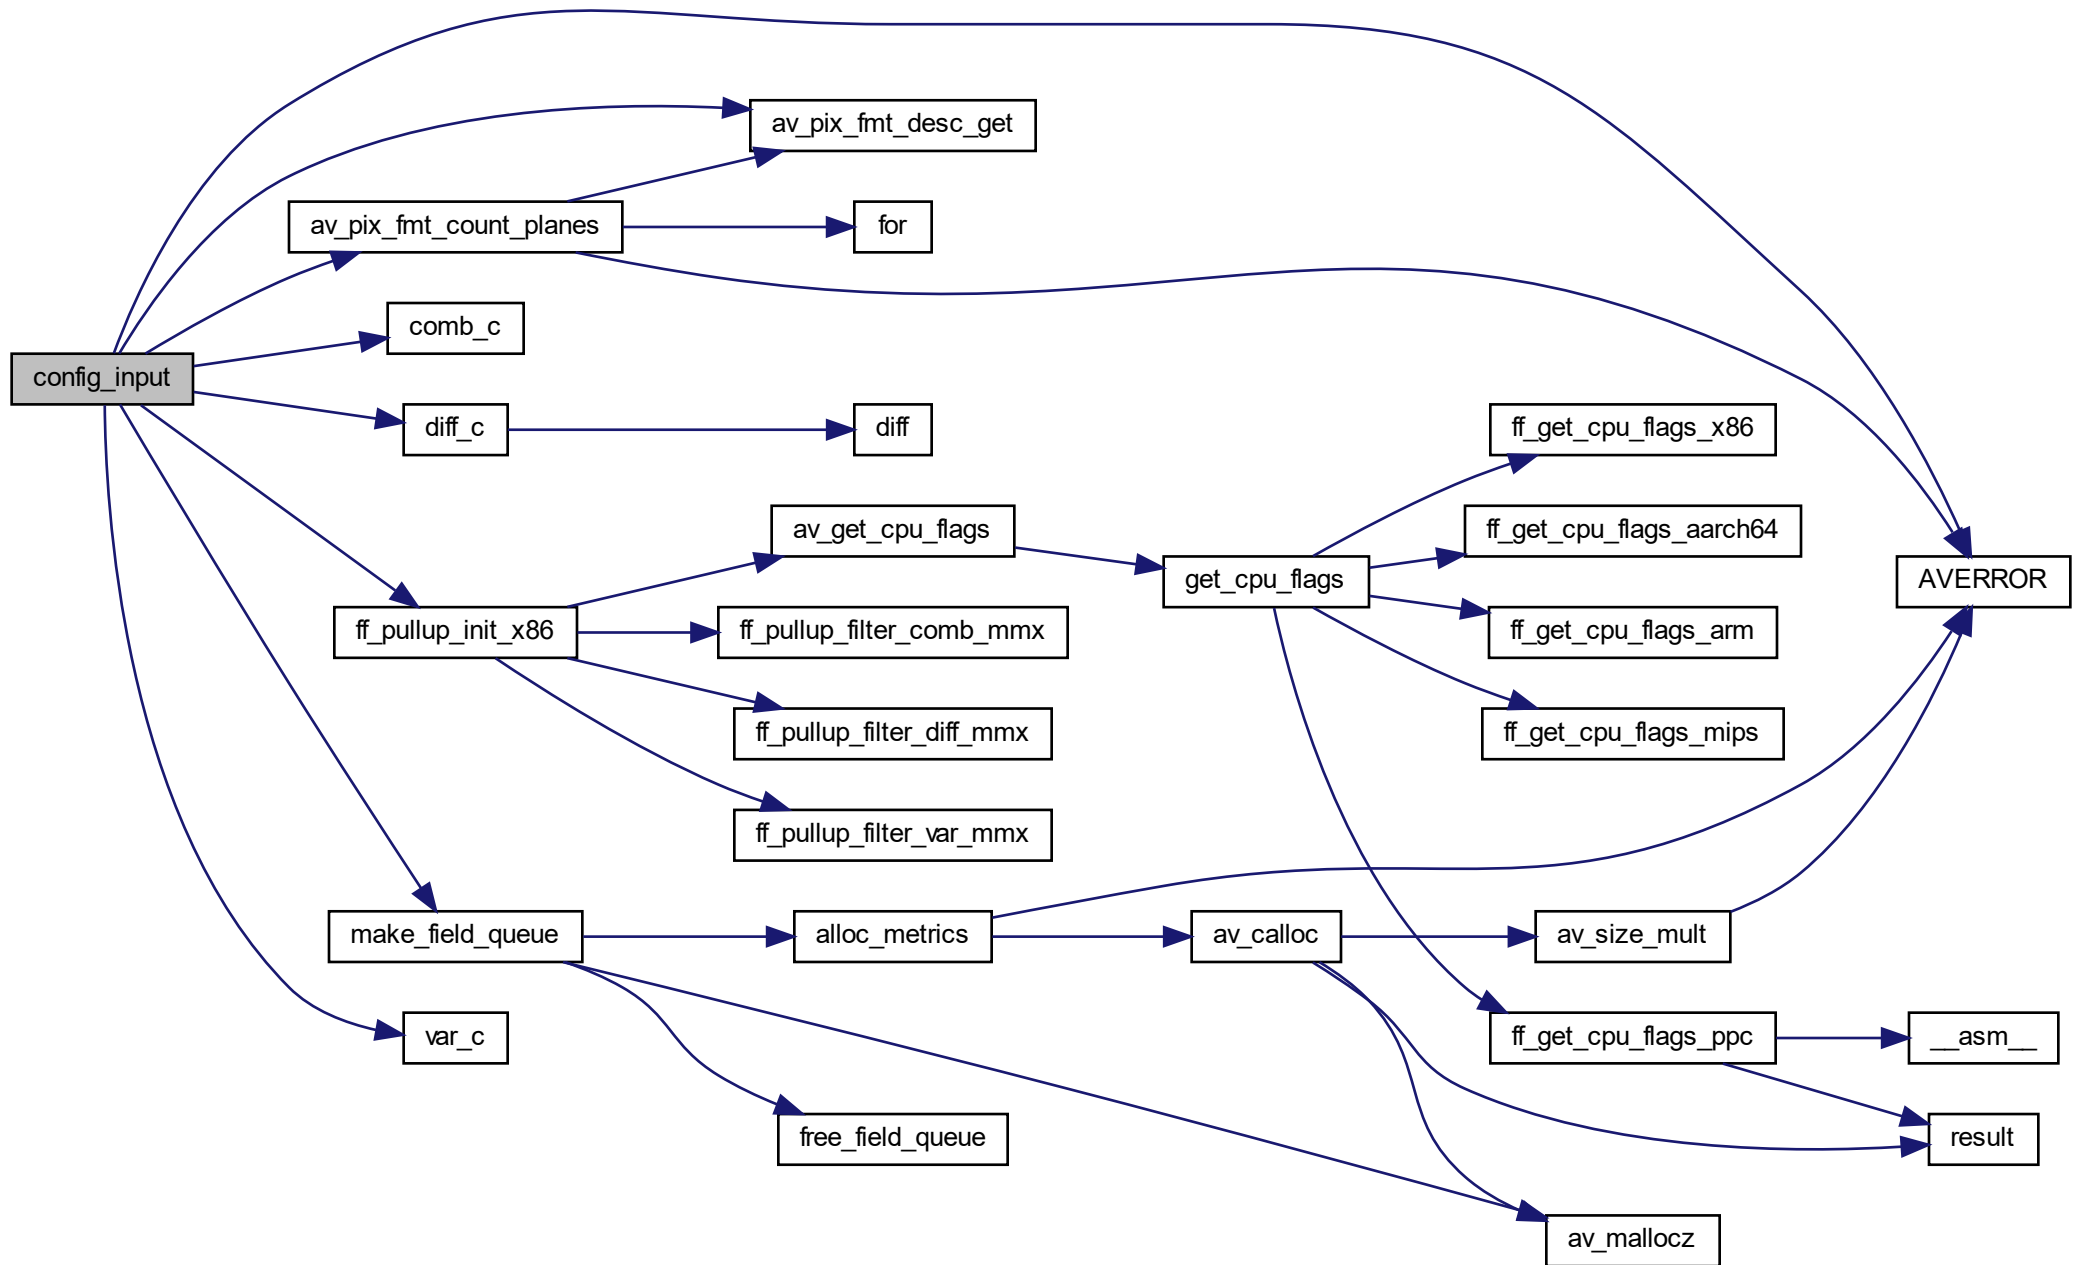 av_pix_fmt_desc_get
av_pix_fmt_count_planes
for
comb_c
config_input
diff_c
diff
ff_get_cpu_flags_x86
av_get_cpu_flags
ff_get_cpu_flags_aarch64
get_cpu_flags
AVERROR
ff_pullup_init_x86
ff_pullup_filter_comb_mmx
ff_get_cpu_flags_arm
ff_pullup_filter_diff_mmx
ff_get_cpu_flags_mips
ff_pullup_filter_var_mmx
make_field_queue
alloc_metrics
av_calloc
av_size_mult
var_c
ff_get_cpu_flags_ppc
__asm__
free_field_queue
result
av_mallocz